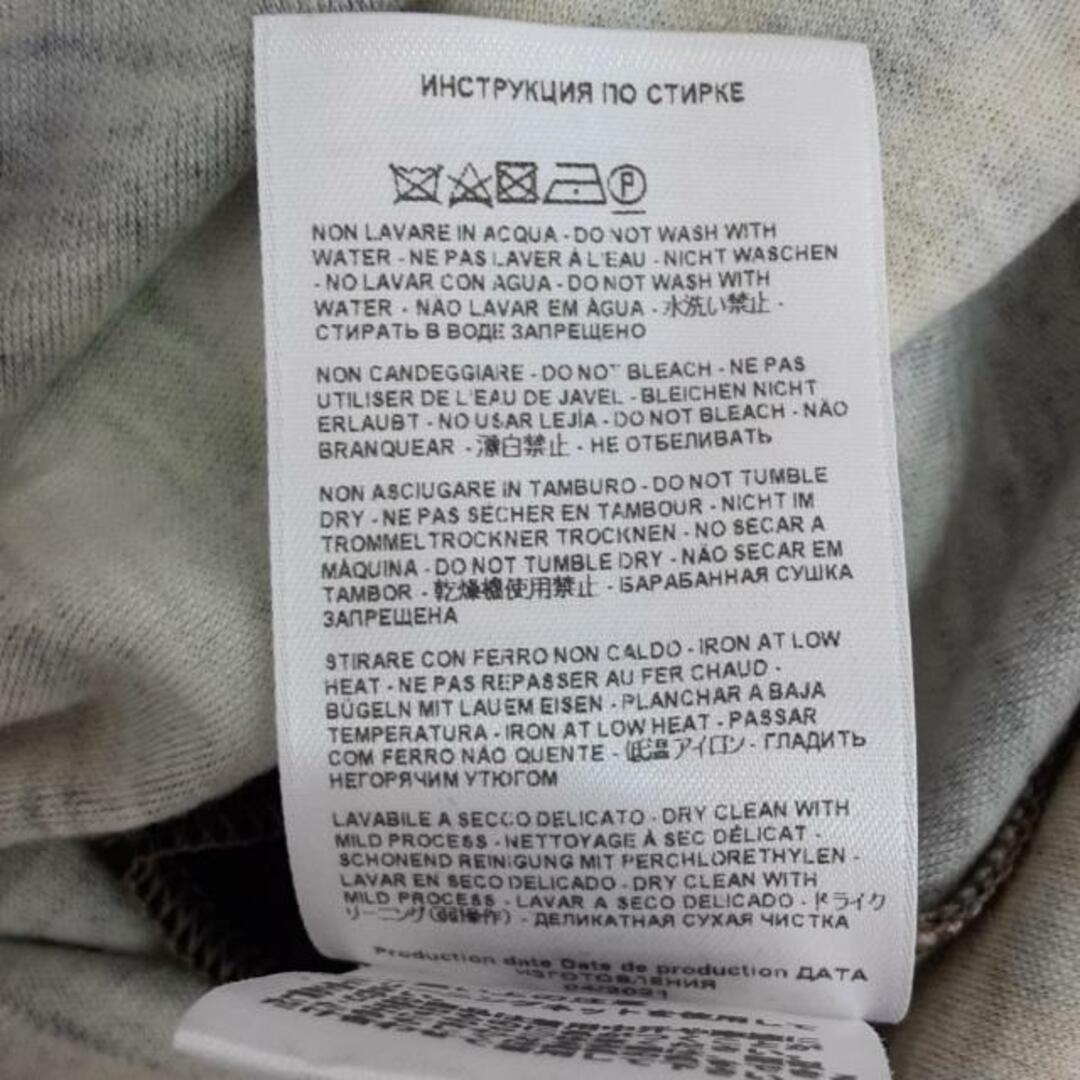 ИНСТРУКЦИЯ ПО СТИРКЕ
P
NON LAVARE IN ACQUA - DO NOT WASH WITH
WATER - NE PAS LAVER À L'EAU - NICHT WASCHEN
- NO LAVAR CON AGUA - DO NOT WASH WITH
WATER - NAO LAVAR EM ÁGUA - 水洗い禁止 -
СТИРАТЬ В ВОДЕ ЗАПРЕЩЕНО
NON CANDEGGIARE - DO NOT BLEACH - NE PAS
UTILISER DE L'EAU DE JAVEL - BLEICHEN NICHT
ERLAUBT - NO USAR LEJÍA - DO NOT BLEACH - NÃO
BRANQUEAR - 漂白禁止 - НЕ ОТБЕЛИВАТЬ
NON ASCIUGARE IN TAMBURO - DO NOT TUMBLE
DRY - NE PAS SÉCHER EN TAMBOUR - NICHT IM
TROMMELTROCKNER TROCKNEN - NO SECAR A
MÁQUINA - DO NOT TUMBLE DRY - NÃO SECAR EM
TAMBOR - 乾燥機使用禁止 - БАРАБАННАЯ СУШКА
ЗАПРЕЩЕНА
STIRARE CON FERRO NON CALDO - IRON AT LOW
HEAT - NE PAS REPASSER AU FER CHAUD -
BÜGELN MIT LAUEM EISEN - PLANCHAR A BAJA
TEMPERATURA - IRON AT LOW HEAT - PASSAR
COM FERRO NÃO QUENTE - 低温アイロン - ГЛАДИТЬ
НЕГОРЯЧИМ УТЮГОМ
LAVABILE A SECCO DELICATO - DRY CLEAN WITH
MILD PROCESS - NETTOYAGE À SEC DÉLICAT -
SCHONEND REINIGUNG MIT PERCHLORETHYLEN -
LAVAR EN SECO DELICADO - DRY CLEAN WITH
MILD PROCESS - LAVAR A SECO DELICADO - ドライク
リーニング(弱操作) - ДЕЛИКАТНАЯ СУХАЯ ЧИСТКА
Production date Date de production ДАТА
ИЗГОТОВЛЕНИЯ
04/2021